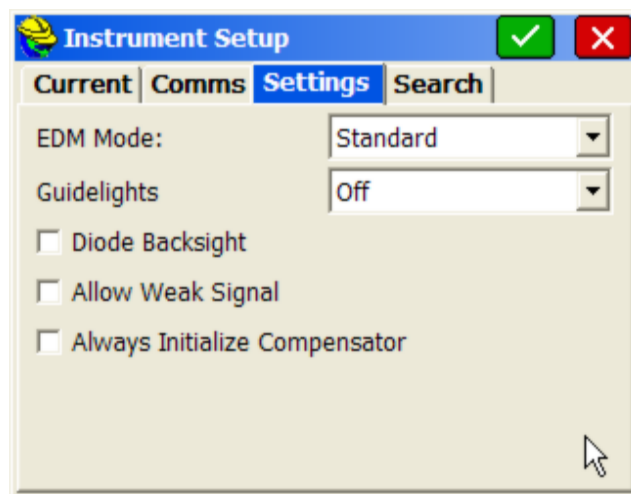 Instrument Setup
Current Comms Settings Search
EDM Mode: Standard
Guidelights Off
Diode Backsight
Allow Weak Signal
Always Initialize Compensator